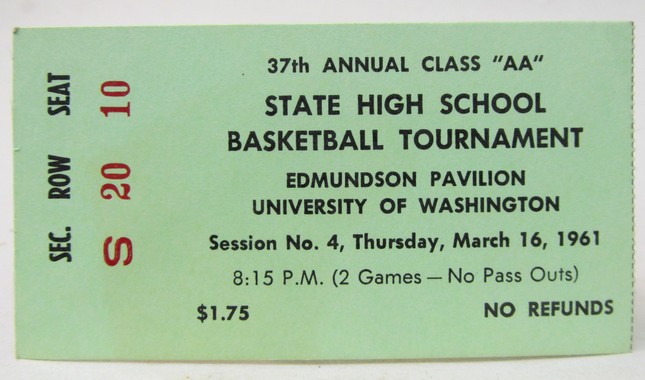 SEC. ROW SEAT
S 20 10
37th ANNUAL CLASS "AA"
STATE HIGH SCHOOL
BASKETBALL TOURNAMENT
EDMUNDSON PAVILION
UNIVERSITY OF WASHINGTON
Session No. 4, Thursday, March 16, 1961
8:15 P.M. (2 Games — No Pass Outs)
$1.75 NO REFUNDS